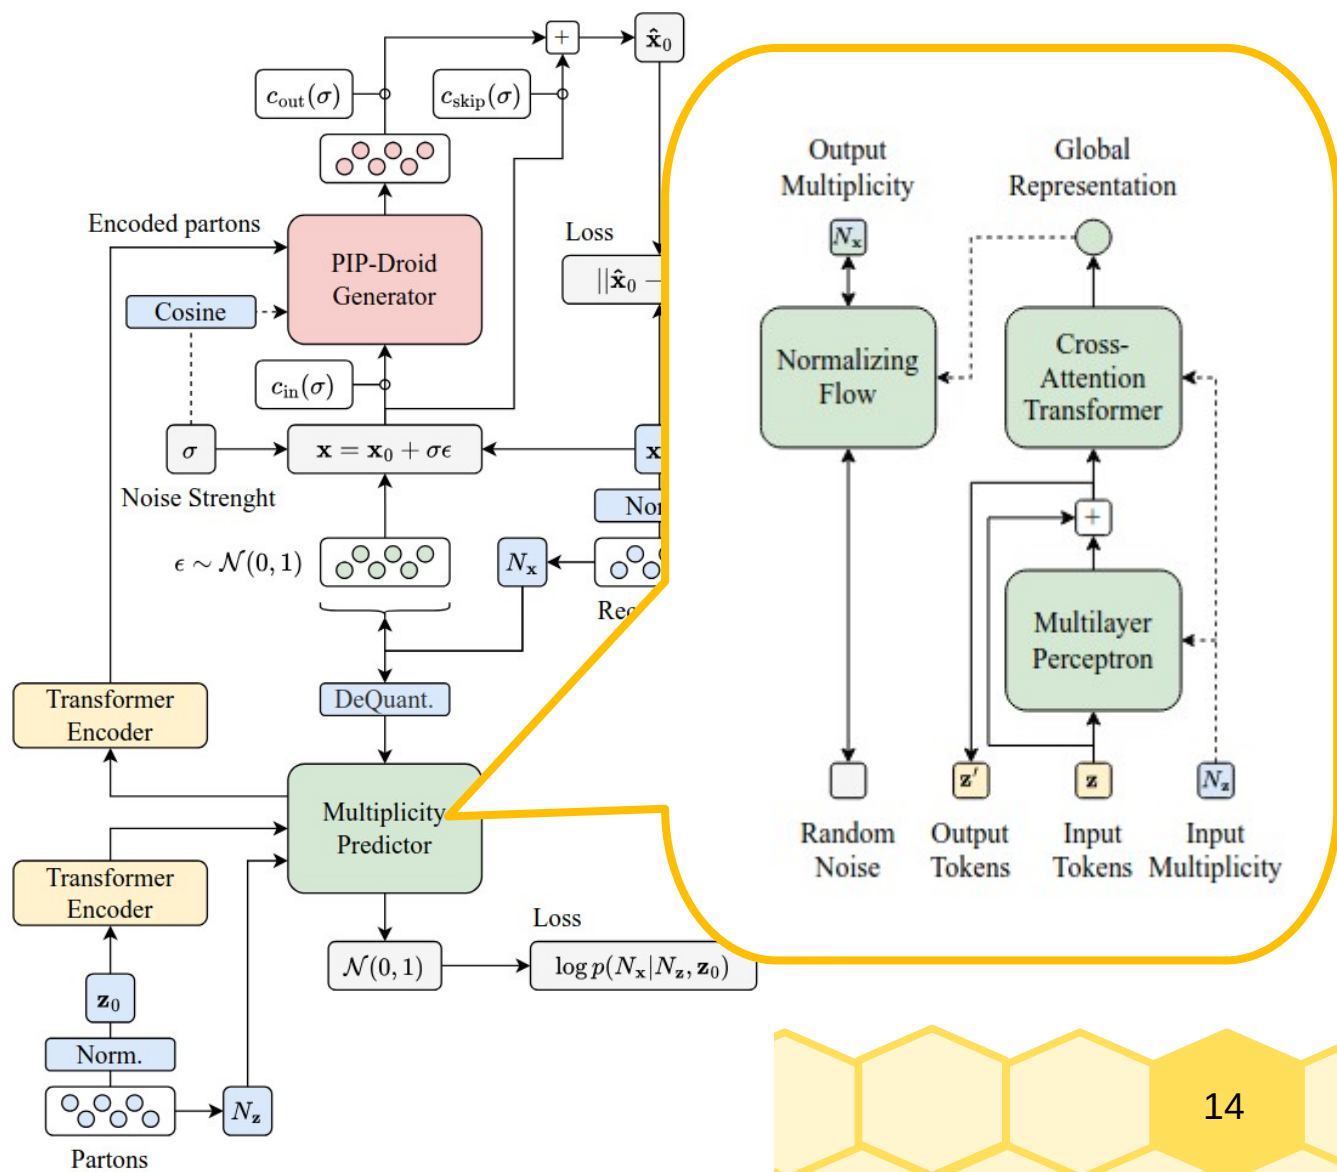 +
x̂₀
c_out(σ)
c_skip(σ)
Encoded partons
PIP-Droid
Generator
Loss
||x̂₀ −
Cosine
c_in(σ)
σ
x = x₀ + σϵ
x
Noise Strenght
ϵ ∼ 𝒩(0, 1)
N_x
DeQuant.
Transformer
Encoder
Multiplicity
Predictor
Transformer
Encoder
Loss
𝒩(0, 1)
log p(N_x|N_z, z₀)
z₀
Norm.
N_z
Partons
Output
Multiplicity
Global
Representation
N_x
Normalizing
Flow
Cross-
Attention
Transformer
+
Multilayer
Perceptron
z′
z
N_z
Random
Noise
Output
Tokens
Input
Tokens
Input
Multiplicity
14